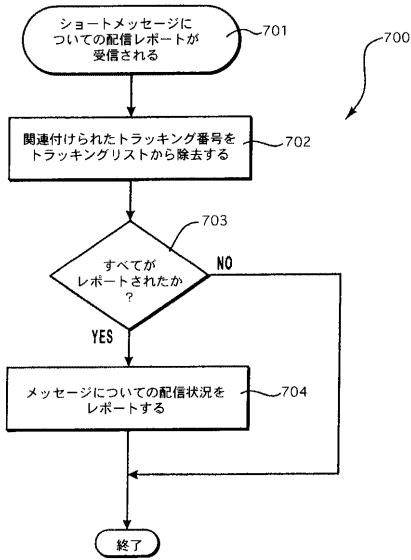 ショートメッセージに
ついての配信レポートが
受信される
701
700
関連付けられたトラッキング番号を
トラッキングリストから除去する
702
703
すべてが
レポートされたか
？
NO
YES
メッセージについての配信状況を
レポートする
704
終了